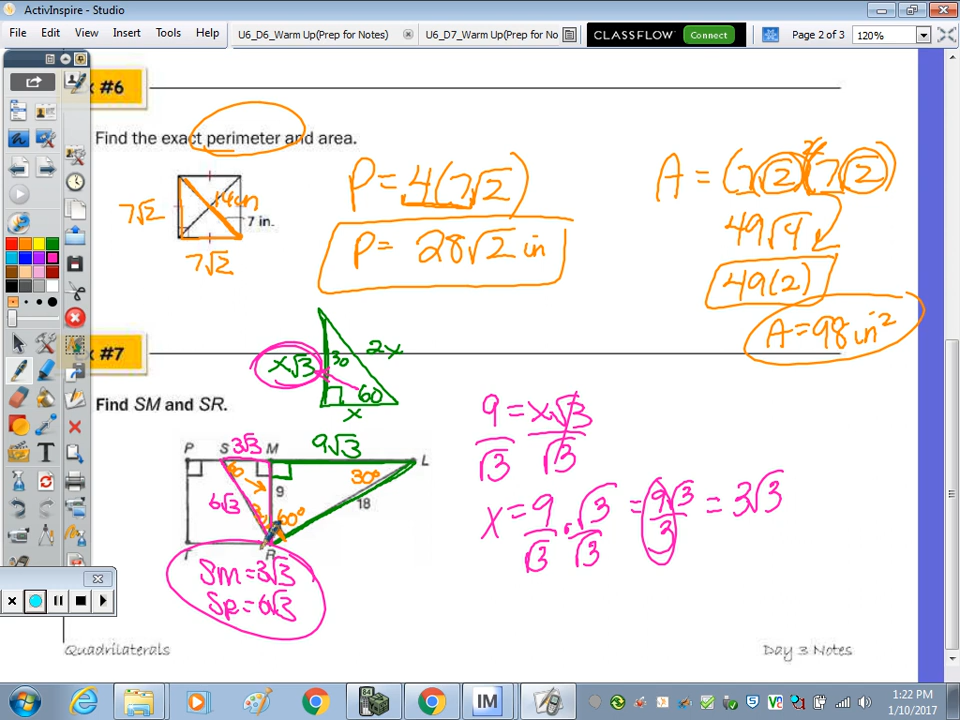 ActivInspire - Studio
File Edit View Insert Tools Help
U6_D6_Warm Up(Prep for Notes)
U6_D7_Warm Up(Prep for No
CLASSFLOW Connect
Page 2 of 3
120%
x #6
Find the exact perimeter and area.
7√2
14in
7 in.
7√2
P = 4(7√2)
P = 28√2 in
A = (7√2)(7√2)
49√4
49(2)
A = 98 in²
x #7
x√3
30
2x
60
x
Find SM and SR.
P S 3√3 M 9√3 L
60
30°
6√3
9
18
30
60°
R
SM = 3√3
SR = 6√3
9 = x√3
√3 √3
x = 9/√3 · √3/√3 = 9√3/3 = 3√3
Quadrilaterals
Day 3 Notes
84
IM
1:22 PM
1/10/2017